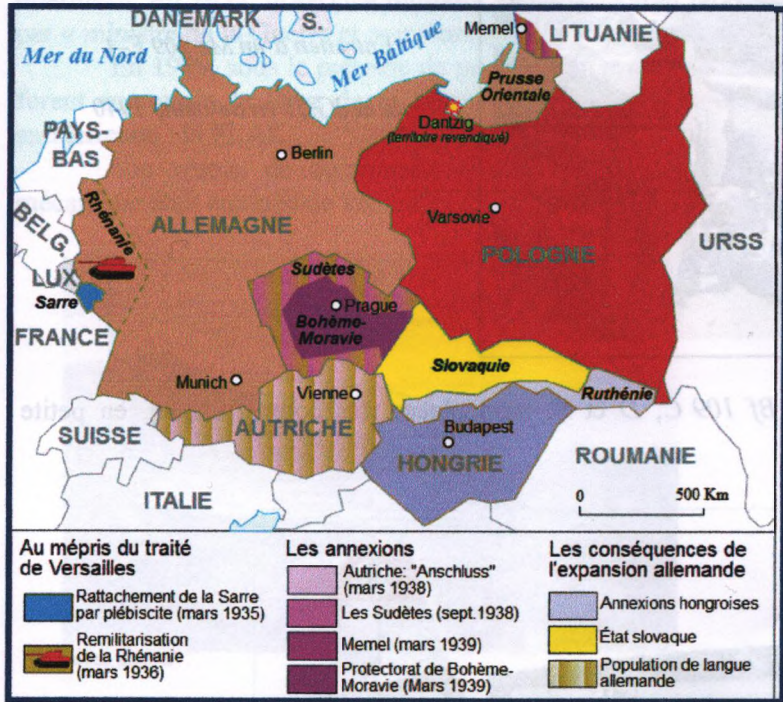 DANEMARK
S.
Mer du Nord
Mer Baltique
Memel
LITUANIE
Prusse
Orientale
Dantzig
(territoire revendiqué)
PAYS-
BAS
Berlin
Rhénanie
BELG.
ALLEMAGNE
Varsovie
POLOGNE
URSS
LUX
Sarre
Sudètes
Prague
Bohème-
Moravie
FRANCE
Slovaquie
Ruthénie
Munich
Vienne
SUISSE
AUTRICHE
Budapest
HONGRIE
ROUMANIE
ITALIE
0 500 Km
Au mépris du traité
de Versailles
Rattachement de la Sarre
par plébiscite (mars 1935)
Remilitarisation
de la Rhénanie
(mars 1936)
Les annexions
Autriche: "Anschluss"
(mars 1938)
Les Sudètes (sept.1938)
Memel (mars 1939)
Protectorat de Bohème-
Moravie (Mars 1939)
Les conséquences de
l'expansion allemande
Annexions hongroises
État slovaque
Population de langue
allemande